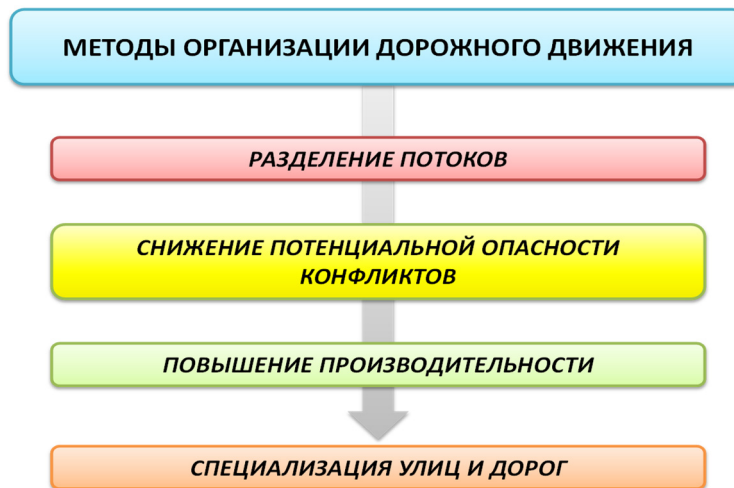 МЕТОДЫ ОРГАНИЗАЦИИ ДОРОЖНОГО ДВИЖЕНИЯ
РАЗДЕЛЕНИЕ ПОТОКОВ
СНИЖЕНИЕ ПОТЕНЦИАЛЬНОЙ ОПАСНОСТИ
КОНФЛИКТОВ
ПОВЫШЕНИЕ ПРОИЗВОДИТЕЛЬНОСТИ
СПЕЦИАЛИЗАЦИЯ УЛИЦ И ДОРОГ